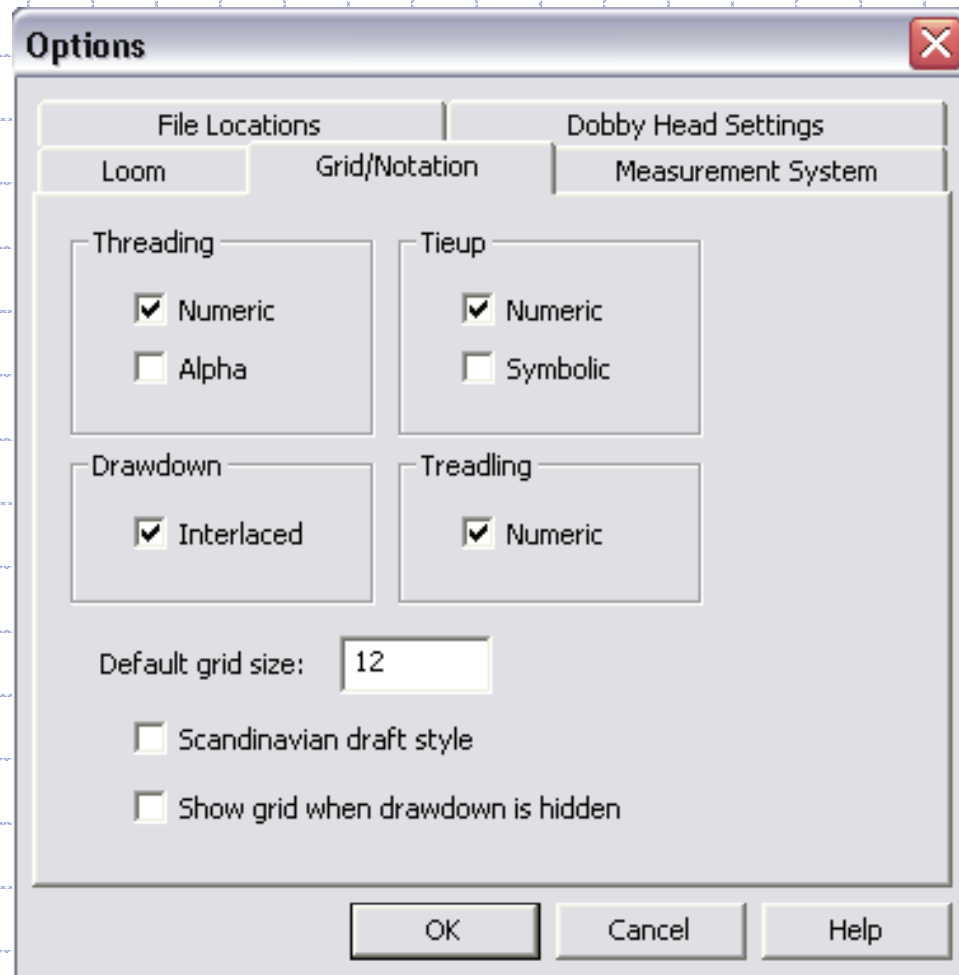 Options
File Locations Dobby Head Settings
Loom Grid/Notation Measurement System
Threading Tieup
Numeric Numeric
Alpha Symbolic
Drawdown Treadling
Interlaced Numeric
Default grid size: 12
Scandinavian draft style
Show grid when drawdown is hidden
OK Cancel Help